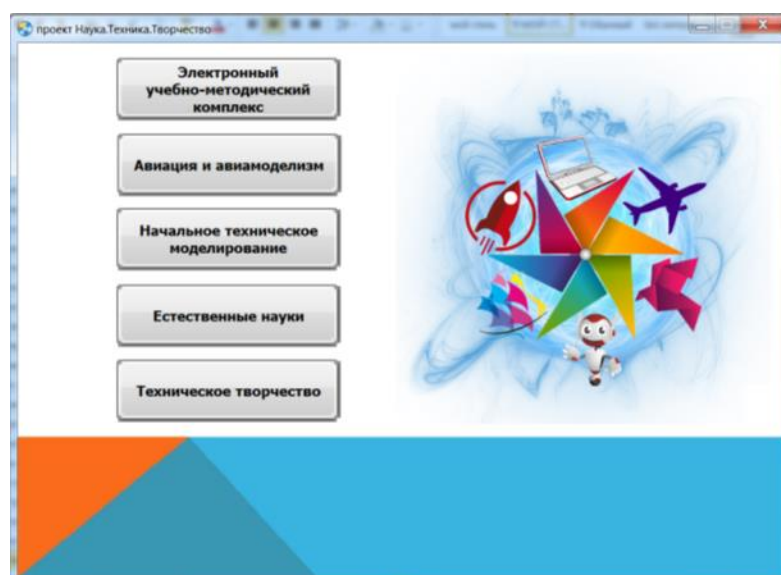 проект Наука.Техника.Творчество
Электронный
учебно-методический
комплекс
Авиация и авиамоделизм
Начальное техническое
моделирование
Естественные науки
Техническое творчество